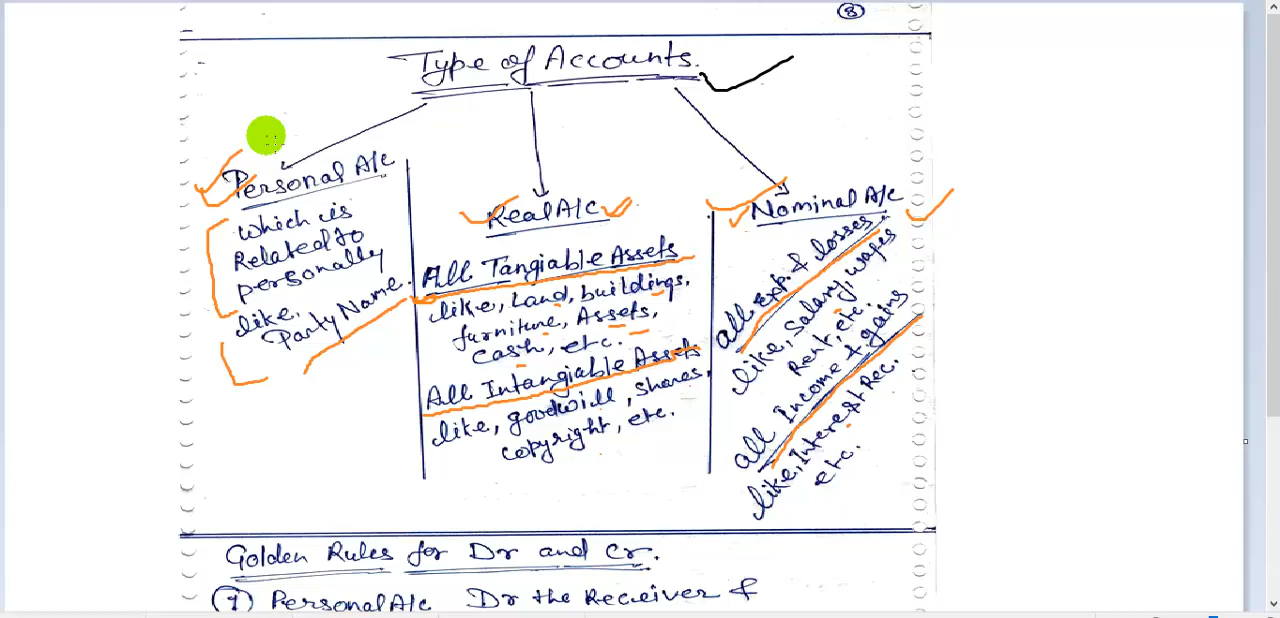 8
Type of Accounts.
Personal A/c
which is
Related to
personally
like.
Party Name.
Real A/c
All Tangiable Assets
like, Land, buildings,
furniture, Assets,
cash, etc.
All Intangiable Assets
like, goodwill, shares,
copyright, etc.
Nominal A/c
all exp. & losses
like, salary, wages
Rent, etc.
all Income & gains
like, Interest Rec.
etc.
Golden Rules for Dr and Cr.
1 Personal A/c Dr the Receiver &